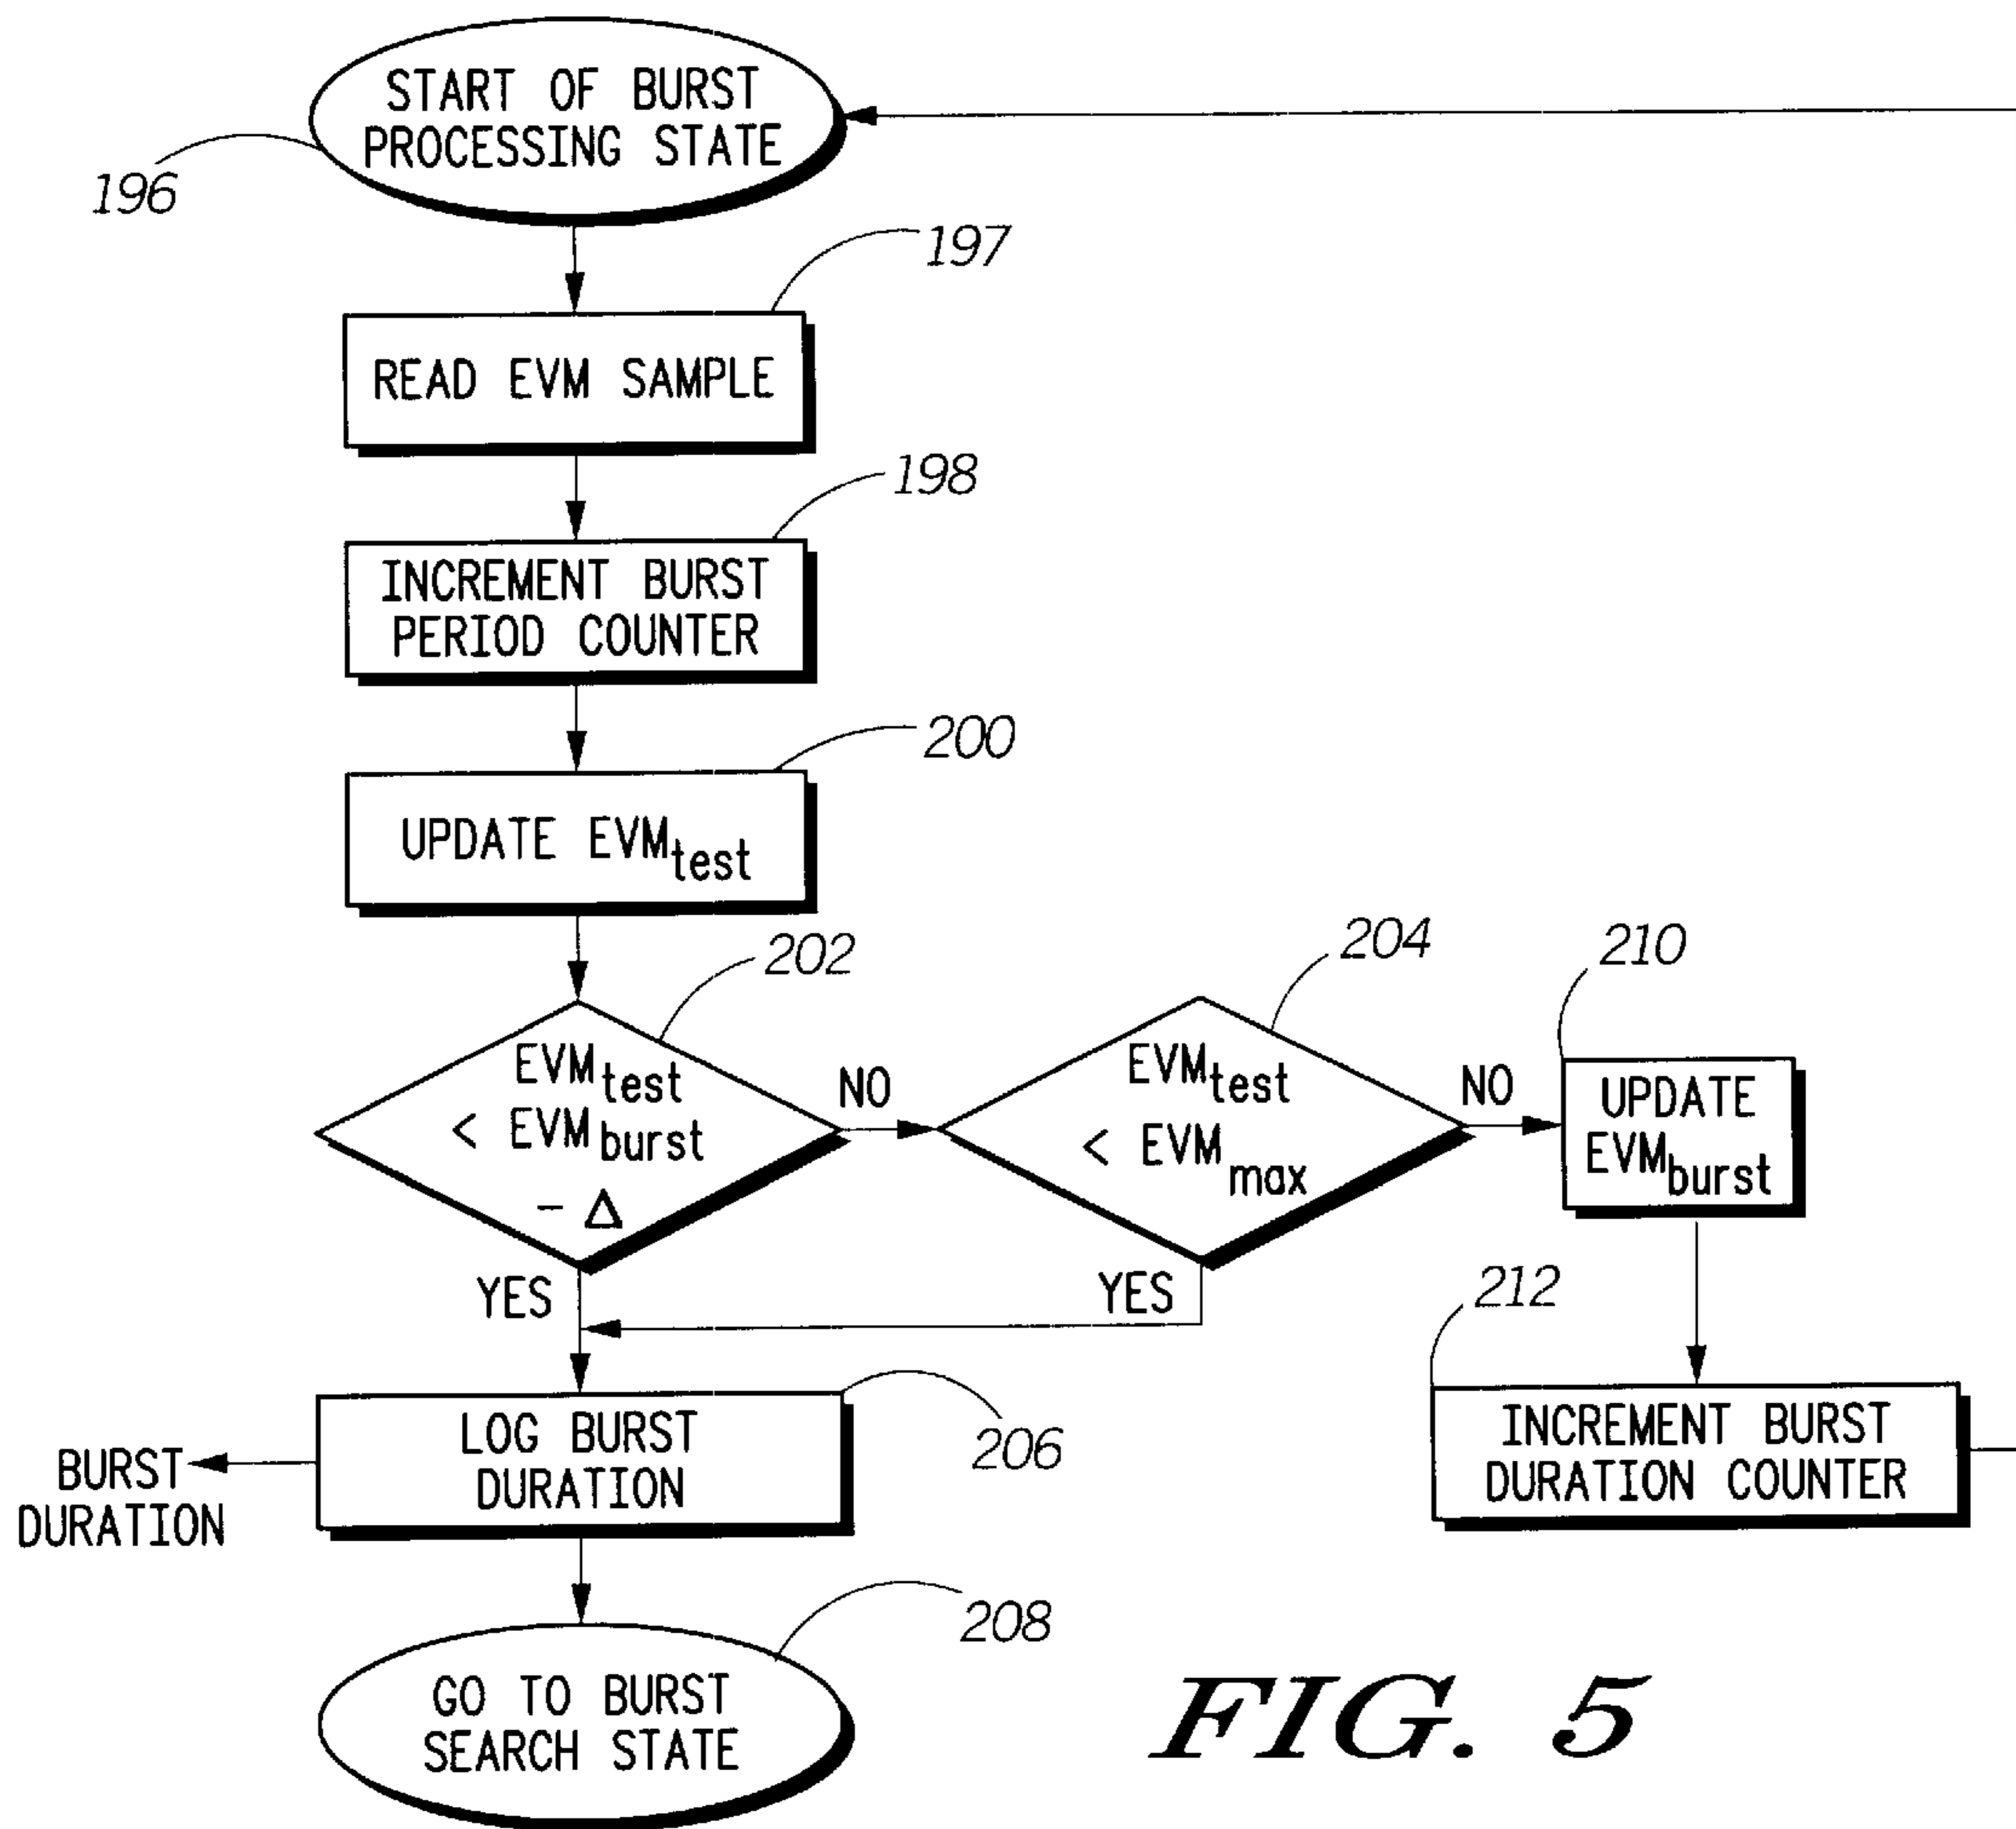 START OF BURST
PROCESSING STATE
196
197
READ EVM SAMPLE
198
INCREMENT BURST
PERIOD COUNTER
200
UPDATE EVMtest
202
EVMtest
< EVMburst
- Δ
NO
YES
204
EVMtest
< EVMmax
NO
YES
210
UPDATE
EVMburst
212
INCREMENT BURST
DURATION COUNTER
206
LOG BURST
DURATION
BURST
DURATION
208
GO TO BURST
SEARCH STATE
FIG. 5